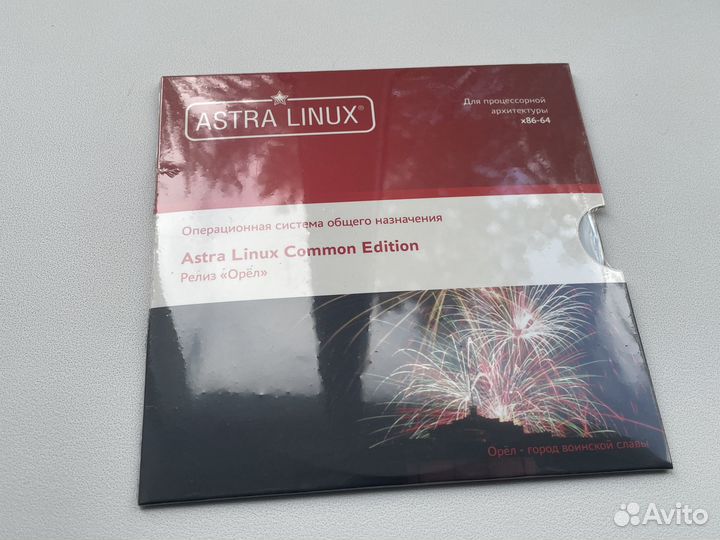 ASTRA LINUX®
Для процессорной
архитектуры
x86-64
Операционная система общего назначения
Astra Linux Common Edition
Релиз «Орёл»
Орёл - город воинской славы
Avito